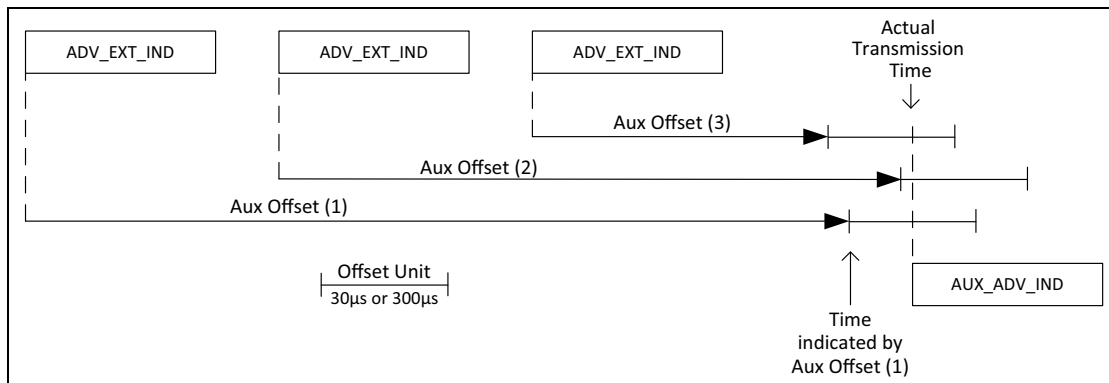 ADV_EXT_IND
ADV_EXT_IND
ADV_EXT_IND
Actual
Transmission
Time
Aux Offset (3)
Aux Offset (2)
Aux Offset (1)
Offset Unit
30µs or 300µs
AUX_ADV_IND
Time
indicated by
Aux Offset (1)